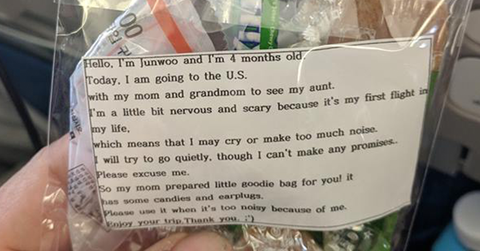 00
Hello, I'm Junwoo and I'm 4 months old.
Today, I am going to the U.S.
with my mom and grandmom to see my aunt.
I'm a little bit nervous and scary because it's my first flight in
my life,
which means that I may cry or make too much noise.
I will try to go quietly, though I can't make any promises..
Please excuse me.
So my mom prepared little goodie bag for you! it
has some candies and earplugs.
Please use it when it's too noisy because of me.
Enjoy your trip.Thank you. :')